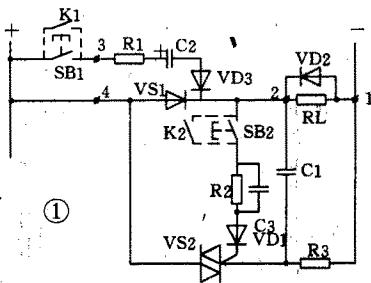 K1
+
−
3
R1
+
C2
SB1
VD3
VD2
4
VS1
2
1
RL
K2
SB2
C1
R2
①
C3
VD1
VS2
R3